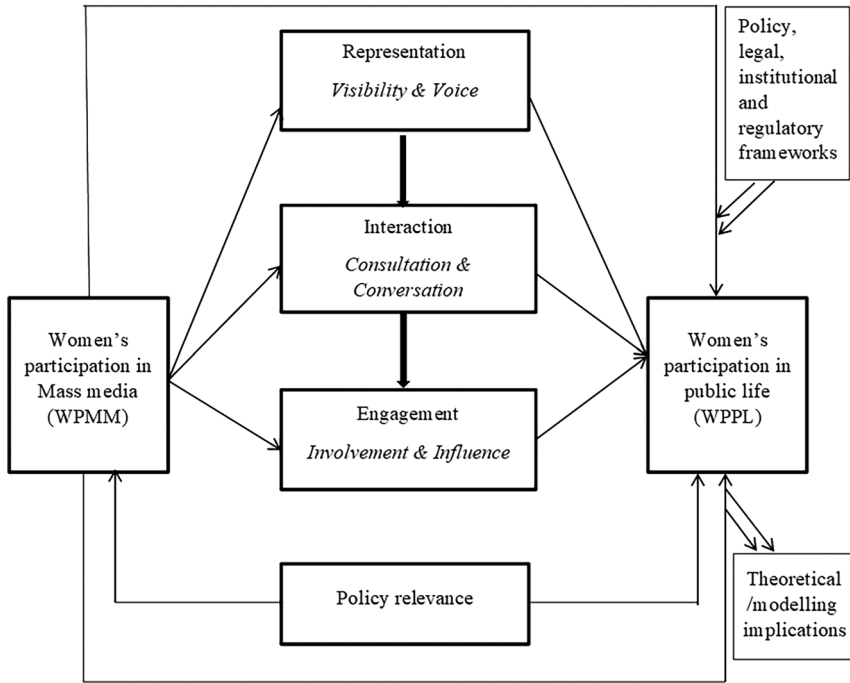 Representation
Visibility & Voice
Policy,
legal,
institutional
and
regulatory
frameworks
Interaction
Consultation &
Conversation
Women’s
participation in
Mass media
(WPMM)
Women’s
participation in
public life
(WPPL)
Engagement
Involvement & Influence
Policy relevance
Theoretical
/modelling
implications